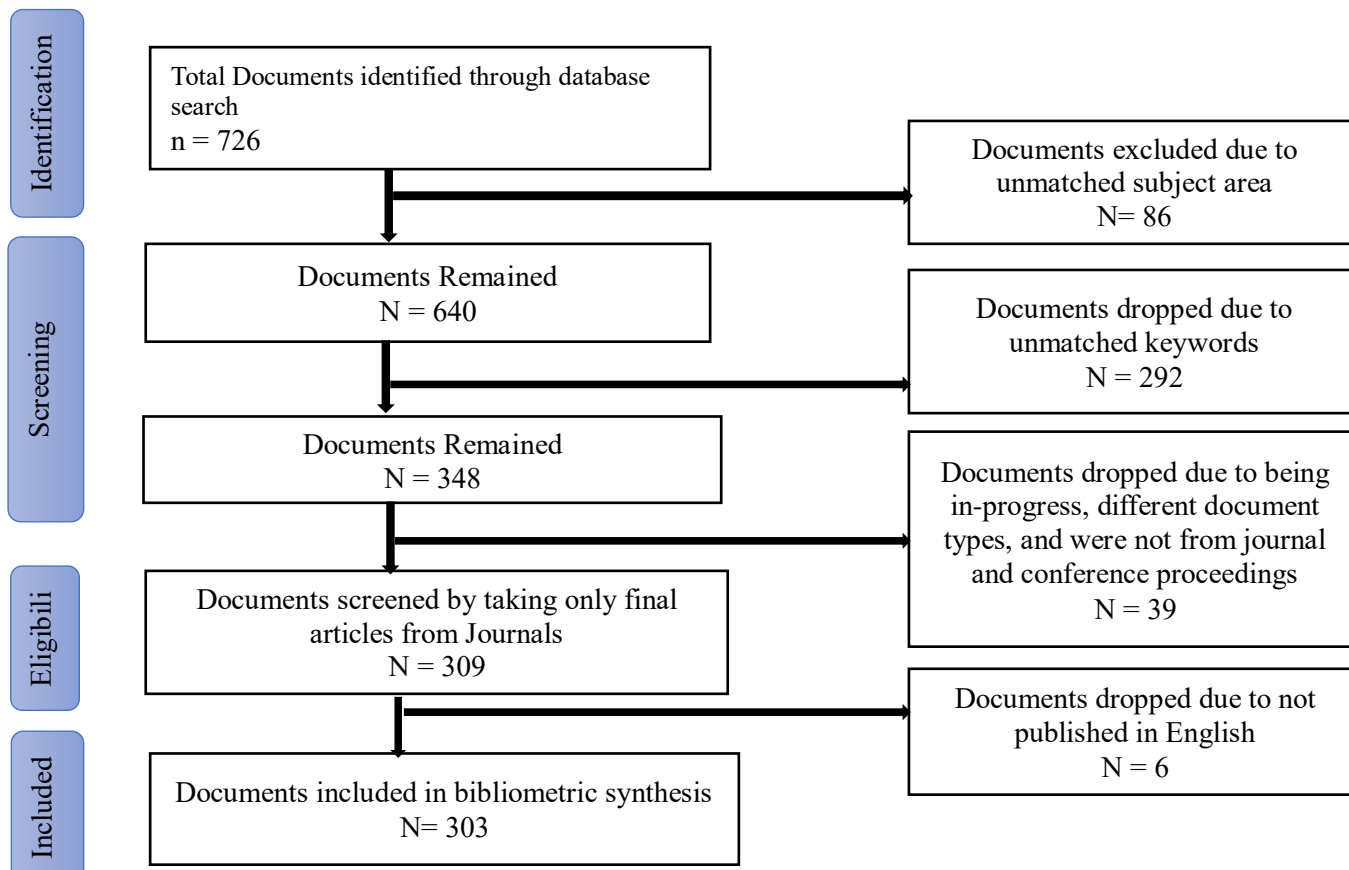 Identification
Total Documents identified through database
search
n = 726
Documents excluded due to
unmatched subject area
N= 86
Screening
Documents Remained
N = 640
Documents dropped due to
unmatched keywords
N = 292
Documents Remained
N = 348
Documents dropped due to being
in-progress, different document
types, and were not from journal
and conference proceedings
N = 39
Eligibili
Documents screened by taking only final
articles from Journals
N = 309
Documents dropped due to not
published in English
N = 6
Included
Documents included in bibliometric synthesis
N= 303